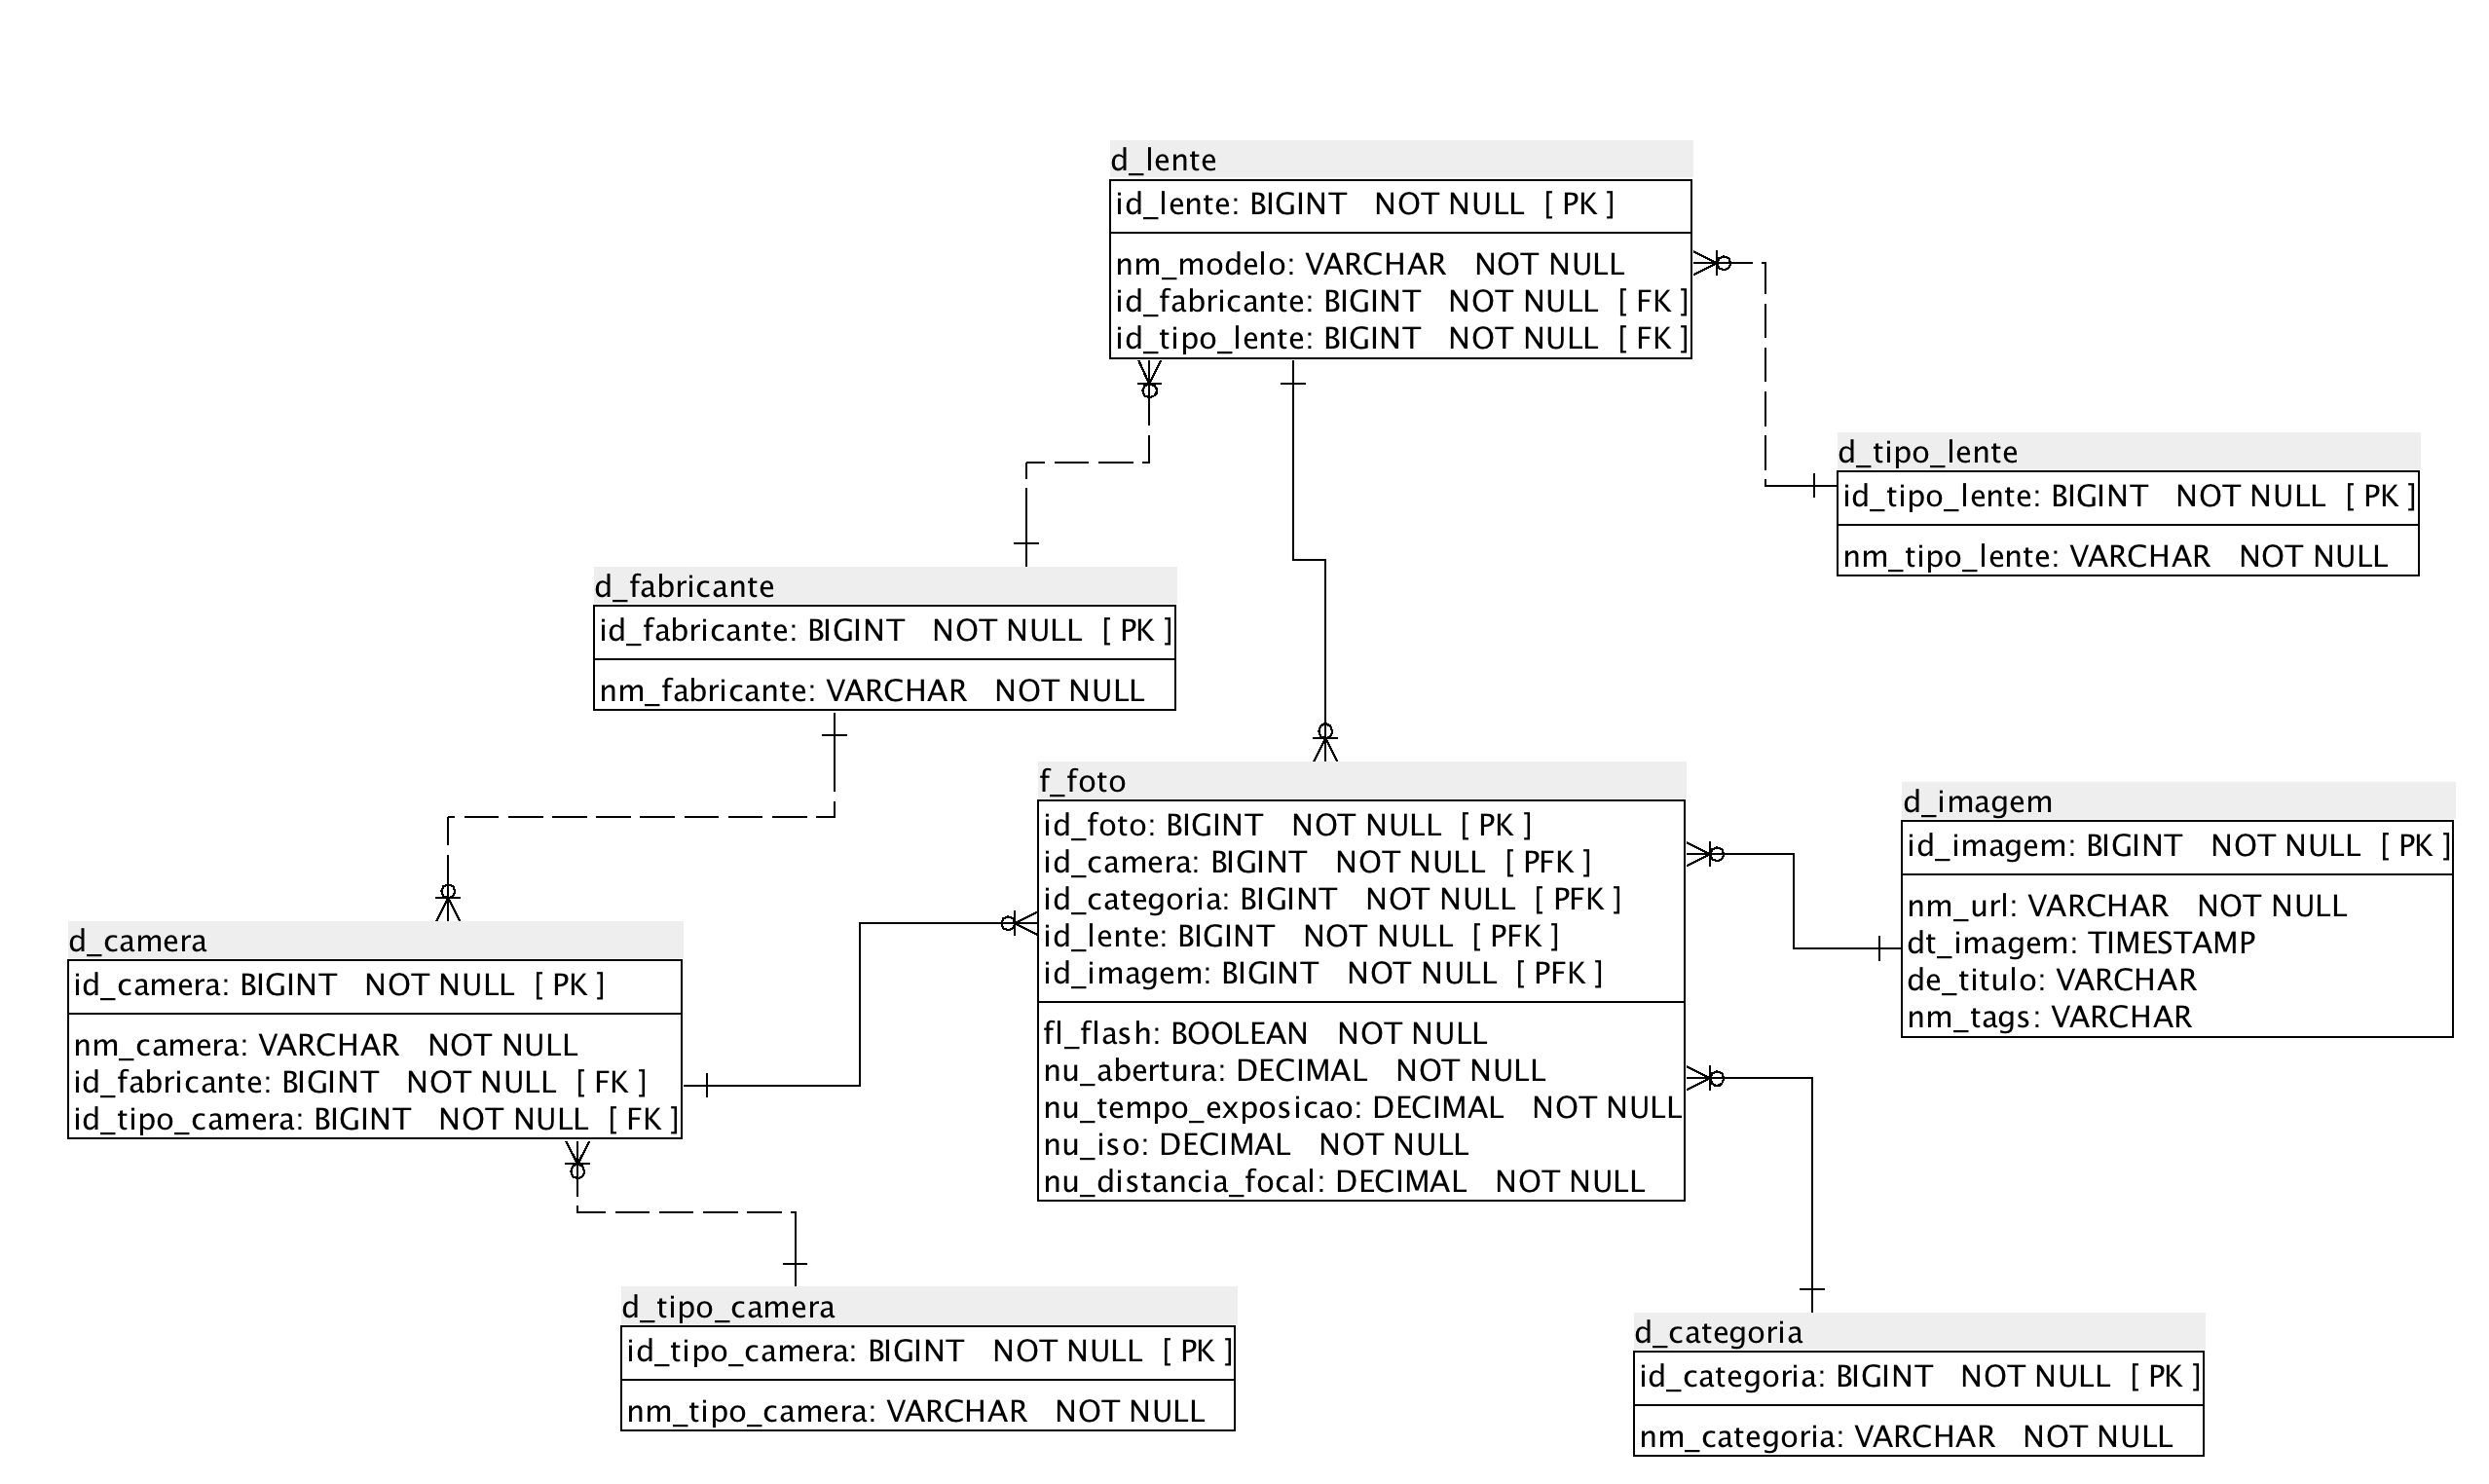 d_lente
id_lente: BIGINT NOT NULL [ PK ]
nm_modelo: VARCHAR NOT NULL
id_fabricante: BIGINT NOT NULL [ FK ]
id_tipo_lente: BIGINT NOT NULL [ FK ]
d_tipo_lente
id_tipo_lente: BIGINT NOT NULL [ PK ]
nm_tipo_lente: VARCHAR NOT NULL
d_fabricante
id_fabricante: BIGINT NOT NULL [ PK ]
nm_fabricante: VARCHAR NOT NULL
f_foto
id_foto: BIGINT NOT NULL [ PK ]
id_camera: BIGINT NOT NULL [ PFK ]
id_categoria: BIGINT NOT NULL [ PFK ]
id_lente: BIGINT NOT NULL [ PFK ]
id_imagem: BIGINT NOT NULL [ PFK ]
fl_flash: BOOLEAN NOT NULL
nu_abertura: DECIMAL NOT NULL
nu_tempo_exposicao: DECIMAL NOT NULL
nu_iso: DECIMAL NOT NULL
nu_distancia_focal: DECIMAL NOT NULL
d_imagem
id_imagem: BIGINT NOT NULL [ PK ]
nm_url: VARCHAR NOT NULL
dt_imagem: TIMESTAMP
de_titulo: VARCHAR
nm_tags: VARCHAR
d_camera
id_camera: BIGINT NOT NULL [ PK ]
nm_camera: VARCHAR NOT NULL
id_fabricante: BIGINT NOT NULL [ FK ]
id_tipo_camera: BIGINT NOT NULL [ FK ]
d_tipo_camera
id_tipo_camera: BIGINT NOT NULL [ PK ]
nm_tipo_camera: VARCHAR NOT NULL
d_categoria
id_categoria: BIGINT NOT NULL [ PK ]
nm_categoria: VARCHAR NOT NULL